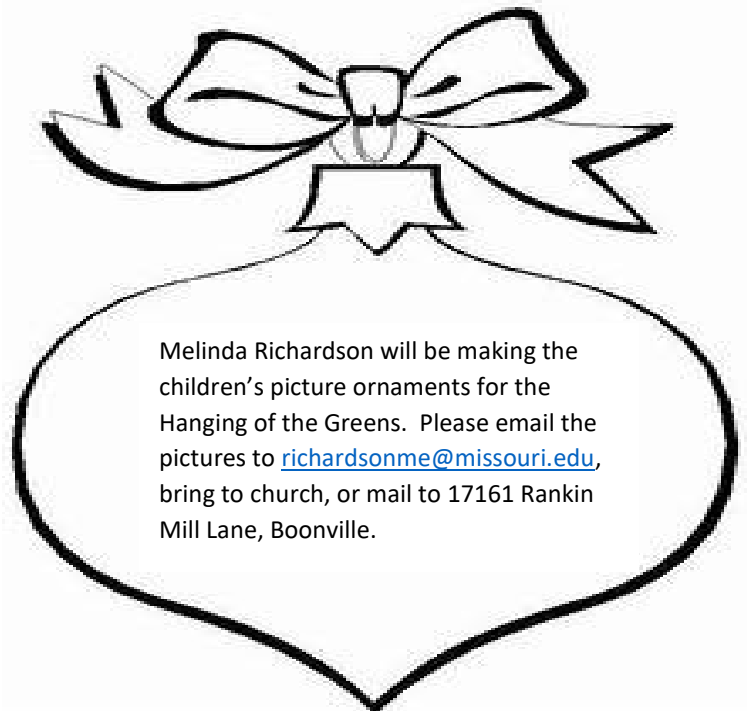 Melinda Richardson will be making the
children’s picture ornaments for the
Hanging of the Greens.  Please email the
pictures to richardsonme@missouri.edu,
bring to church, or mail to 17161 Rankin
Mill Lane, Boonville.